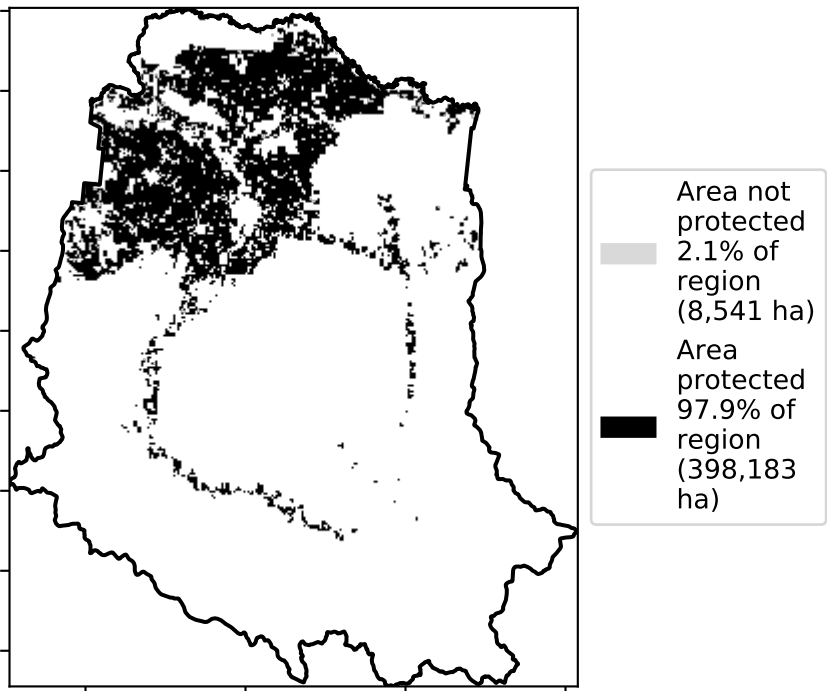 Area not
protected
2.1% of
region
(8,541 ha)
Area
protected
97.9% of
region
(398,183
ha)